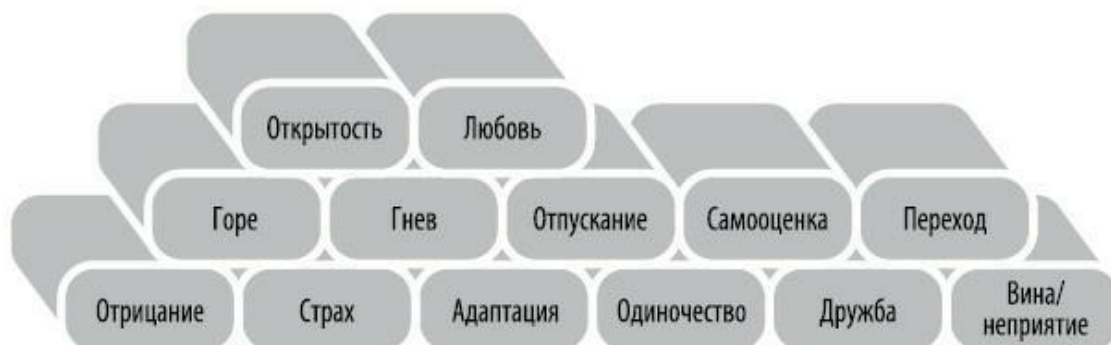 Открытость Любовь
Горе Гнев Отпускание Самооценка Переход
Отрицание Страх Адаптация Одиночество Дружба Вина/
неприятие